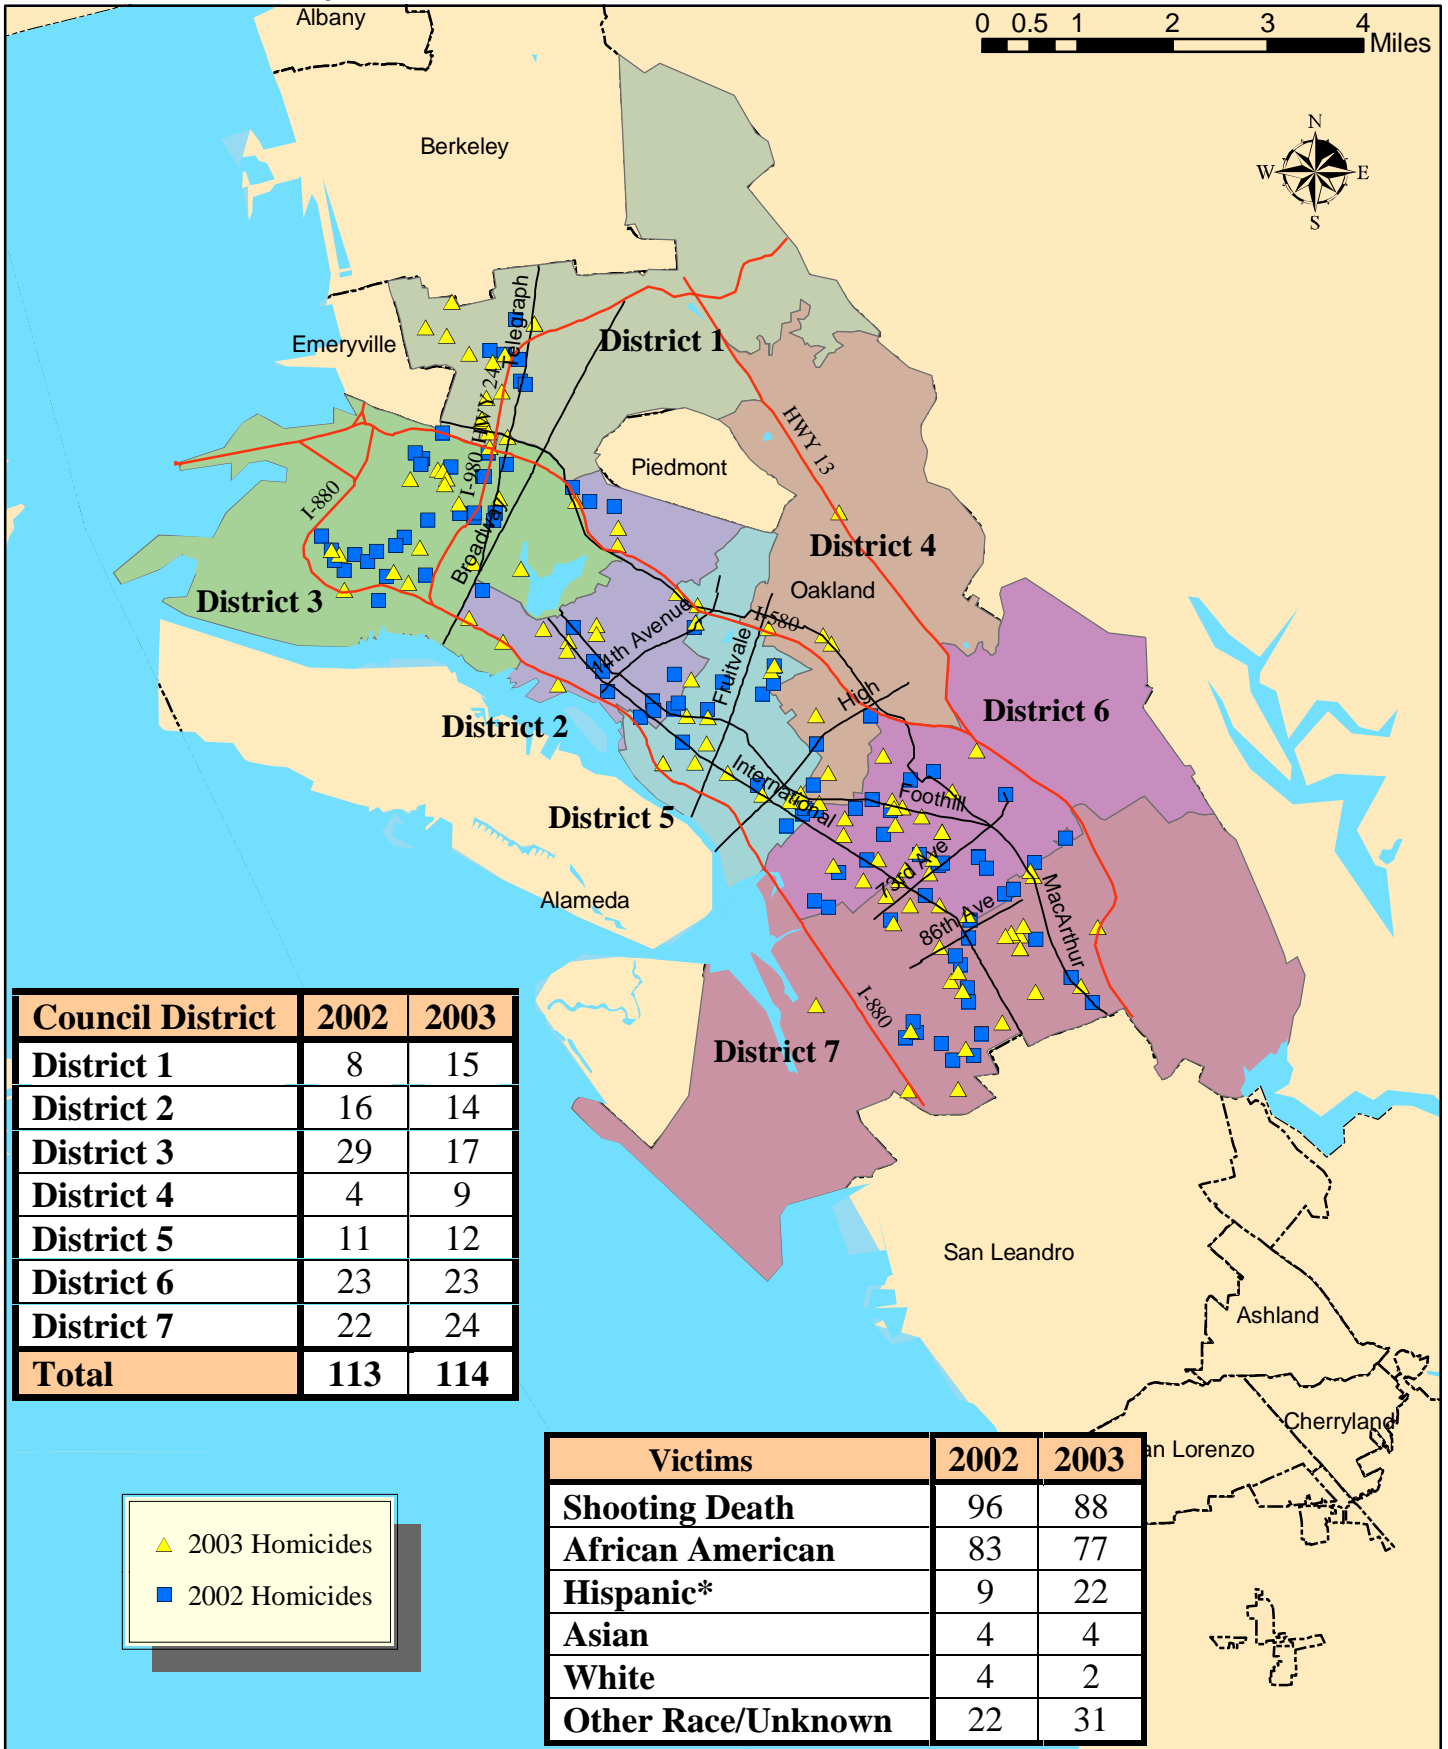 Albany
0 0.5 1 2 3 4
Miles
Berkeley
N
W E
S
Emeryville
Telegraph
District 1
HWY 24
HWY 13
Piedmont
I-980
I-880
Broadway
District 4
Oakland
District 3
14th Avenue
I-580
Fruitvale
High
District 6
District 2
International
Foothill
District 5
73rd Ave
MacArthur
Alameda
86th Ave
I-880
District 7
Council District 2002 2003
District 1 8 15
District 2 16 14
District 3 29 17
District 4 4 9
District 5 11 12
District 6 23 23
District 7 22 24
Total 113 114
San Leandro
Ashland
Cherryland
an Lorenzo
Victims 2002 2003
Shooting Death 96 88
African American 83 77
Hispanic* 9 22
Asian 4 4
White 4 2
Other Race/Unknown 22 31
2003 Homicides
2002 Homicides